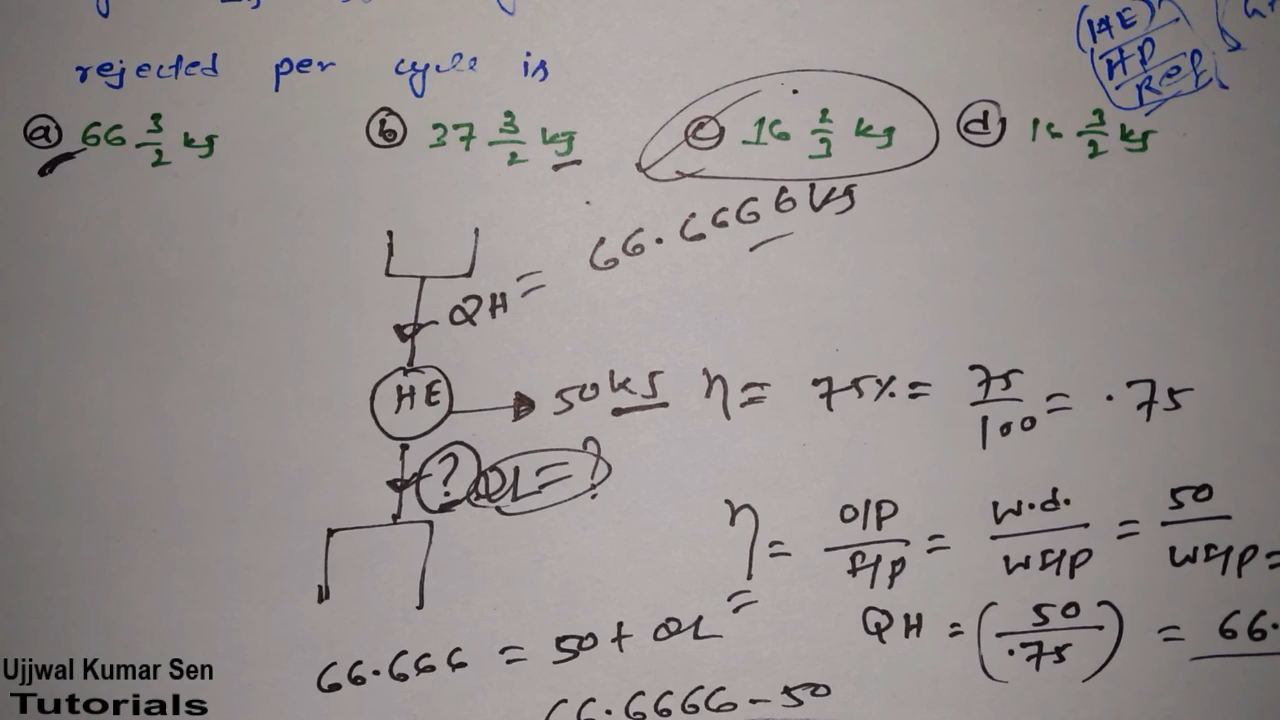 rejected per cycle is
(HE)
HP
Ref
(a) 66 3/2 kJ (b) 37 3/2 kJ (c) 16 2/3 kJ (d) 16 3/2 kJ
66.6666 kJ
QH =
HE 50 kJ η = 75% = 75/100 = .75
? QL = ?
η = O/P / I/P = W.d. / WI/P = 50 / WI/P =
66.666 = 50 + QL =
QH = (50/.75) = 66.
66.6666 - 50
Ujjwal Kumar Sen
Tutorials